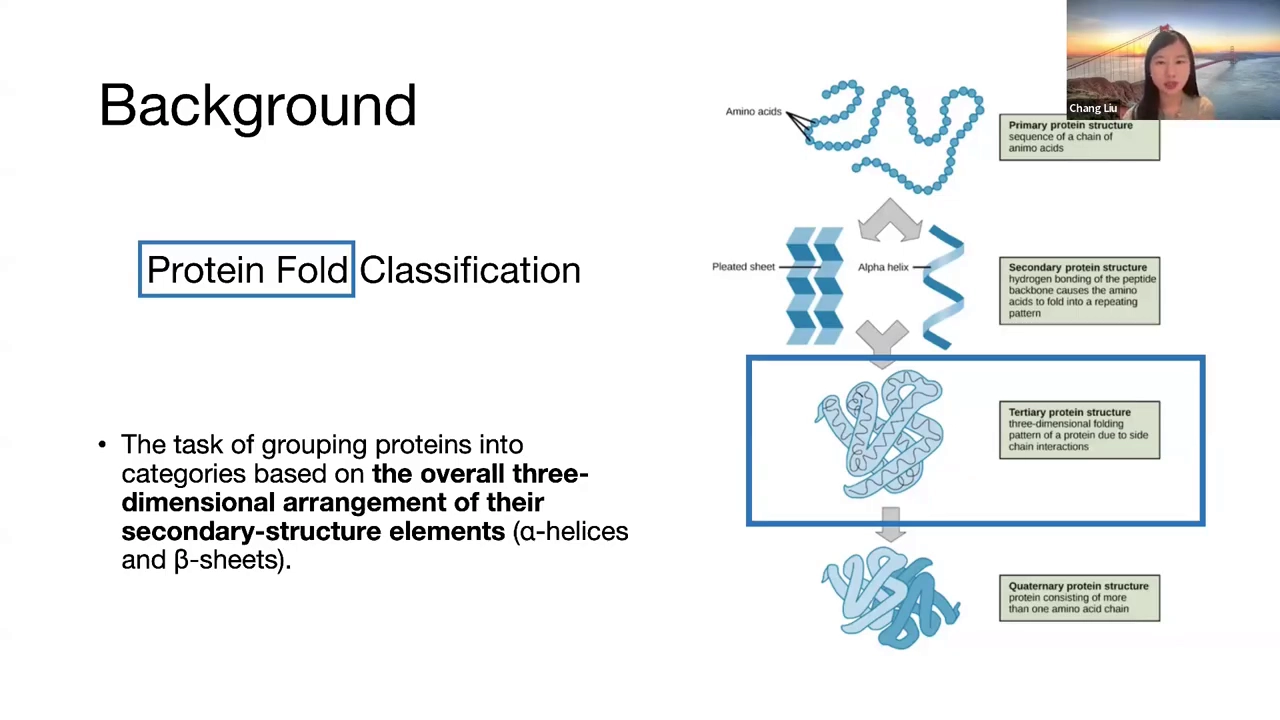 Background
Protein Fold Classification
• The task of grouping proteins into
categories based on the overall three-
dimensional arrangement of their
secondary-structure elements (α-helices
and β-sheets).
Amino acids
Primary protein structure
sequence of a chain of
animo acids
Pleated sheet
Alpha helix
Secondary protein structure
hydrogen bonding of the peptide
backbone causes the amino
acids to fold into a repeating
pattern
Tertiary protein structure
three-dimensional folding
pattern of a protein due to side
chain interactions
Quaternary protein structure
protein consisting of more
than one amino acid chain
Chang Liu